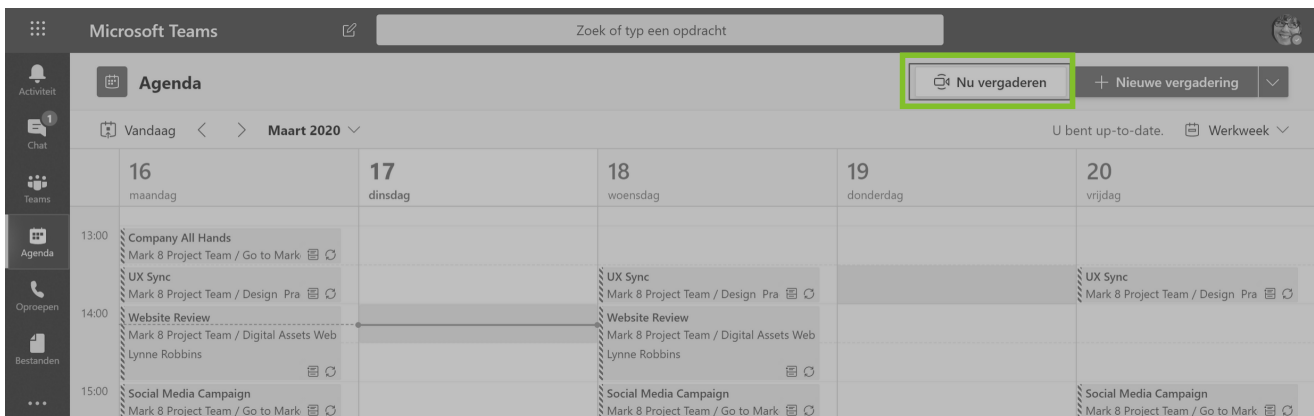 Microsoft Teams
Zoek of typ een opdracht
Activiteit
1
Chat
Teams
Agenda
Oproepen
Bestanden
Agenda
Nu vergaderen
+ Nieuwe vergadering
Vandaag
Maart 2020
U bent up-to-date.
Werkweek
16
maandag
17
dinsdag
18
woensdag
19
donderdag
20
vrijdag
13:00
14:00
15:00
Company All Hands
Mark 8 Project Team / Go to Mark
UX Sync
Mark 8 Project Team / Design Pra
Website Review
Mark 8 Project Team / Digital Assets Web
Lynne Robbins
Social Media Campaign
Mark 8 Project Team / Go to Mark
UX Sync
Mark 8 Project Team / Design Pra
Website Review
Mark 8 Project Team / Digital Assets Web
Lynne Robbins
Social Media Campaign
Mark 8 Project Team / Go to Mark
UX Sync
Mark 8 Project Team / Design Pra
Social Media Campaign
Mark 8 Project Team / Go to Mark